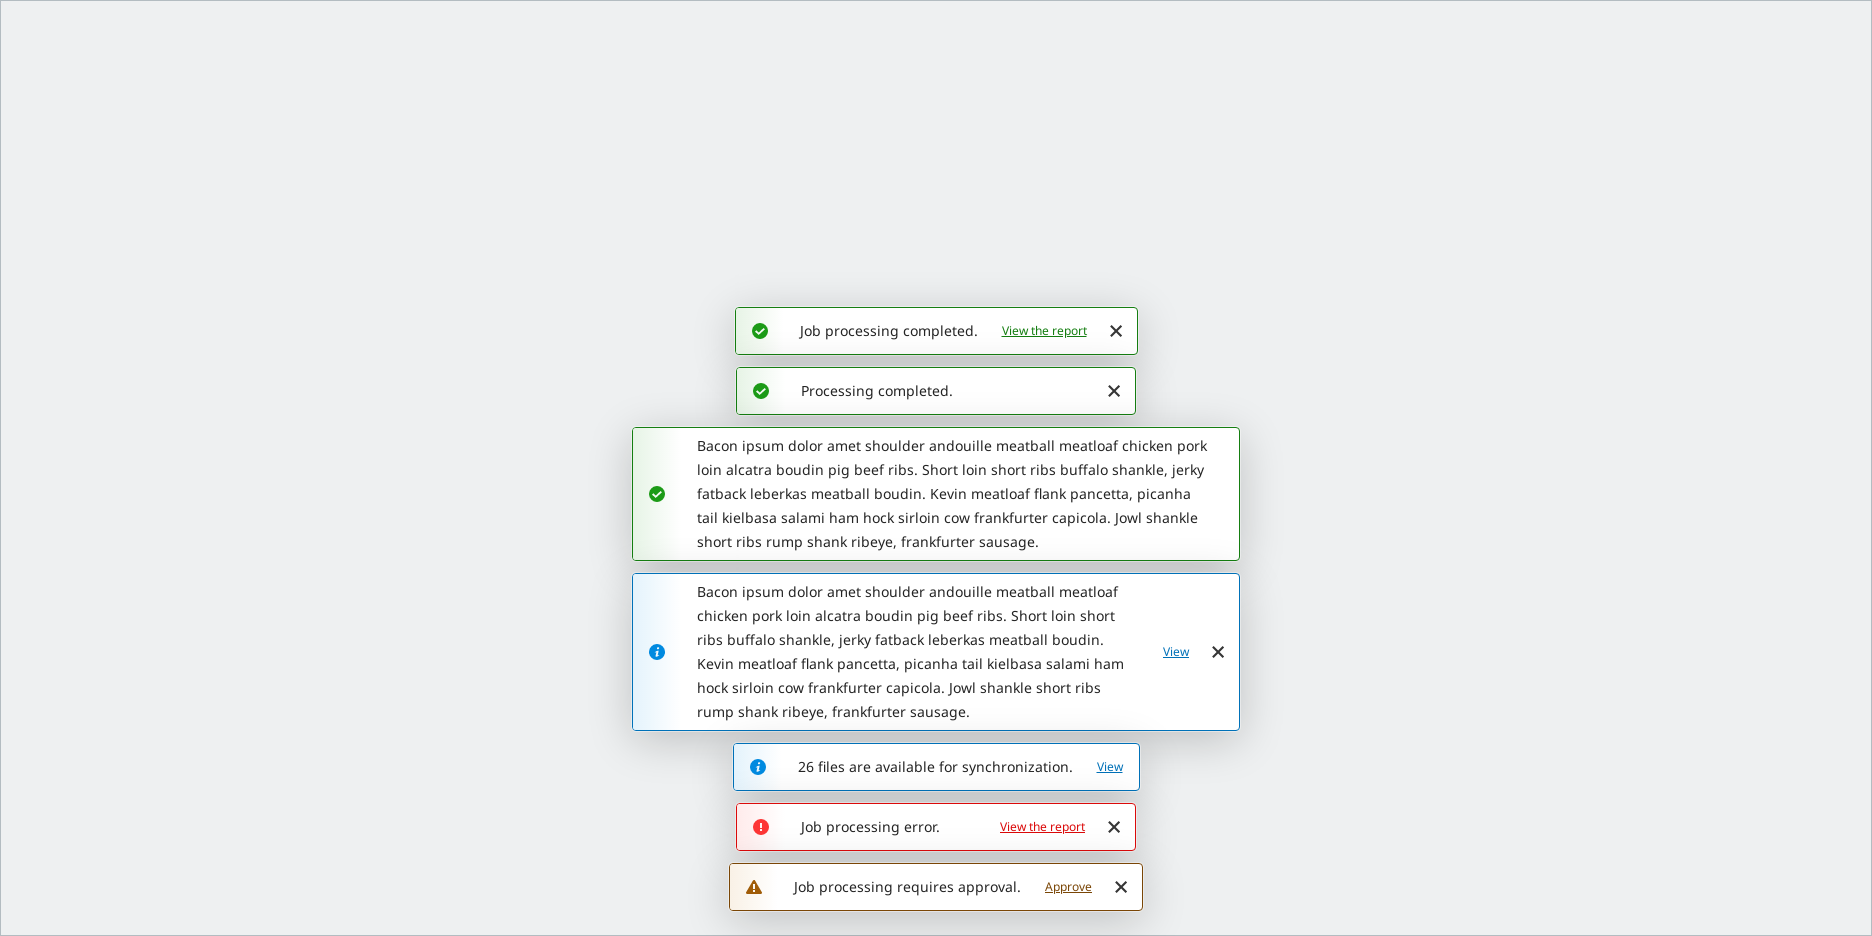 Job processing completed. View the report
Processing completed.
Bacon ipsum dolor amet shoulder andouille meatball meatloaf chicken pork
loin alcatra boudin pig beef ribs. Short loin short ribs buffalo shankle, jerky
fatback leberkas meatball boudin. Kevin meatloaf flank pancetta, picanha
tail kielbasa salami ham hock sirloin cow frankfurter capicola. Jowl shankle
short ribs rump shank ribeye, frankfurter sausage.
Bacon ipsum dolor amet shoulder andouille meatball meatloaf
chicken pork loin alcatra boudin pig beef ribs. Short loin short
ribs buffalo shankle, jerky fatback leberkas meatball boudin.
Kevin meatloaf flank pancetta, picanha tail kielbasa salami ham
hock sirloin cow frankfurter capicola. Jowl shankle short ribs
rump shank ribeye, frankfurter sausage.
View
26 files are available for synchronization. View
Job processing error. View the report
Job processing requires approval. Approve